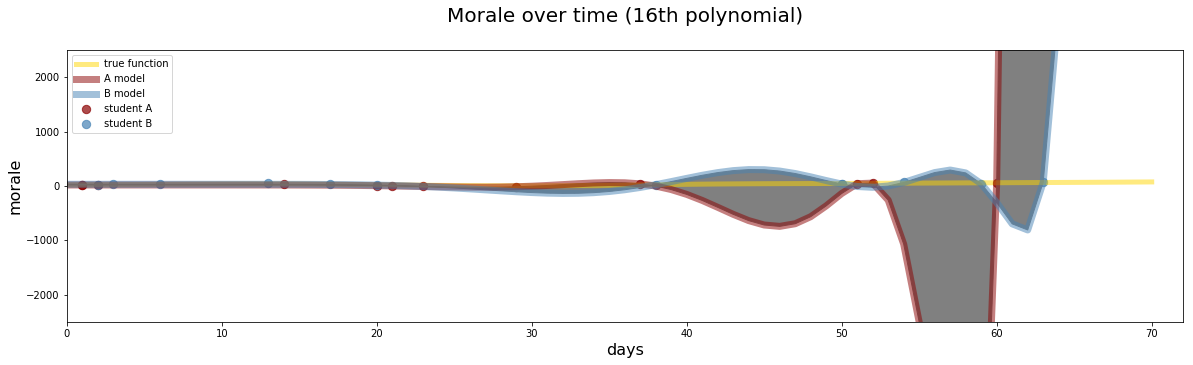 Morale over time (16th polynomial)
true function
A model
B model
student A
student B
morale
2000
1000
0
−1000
−2000
0 10 20 30 40 50 60 70
days